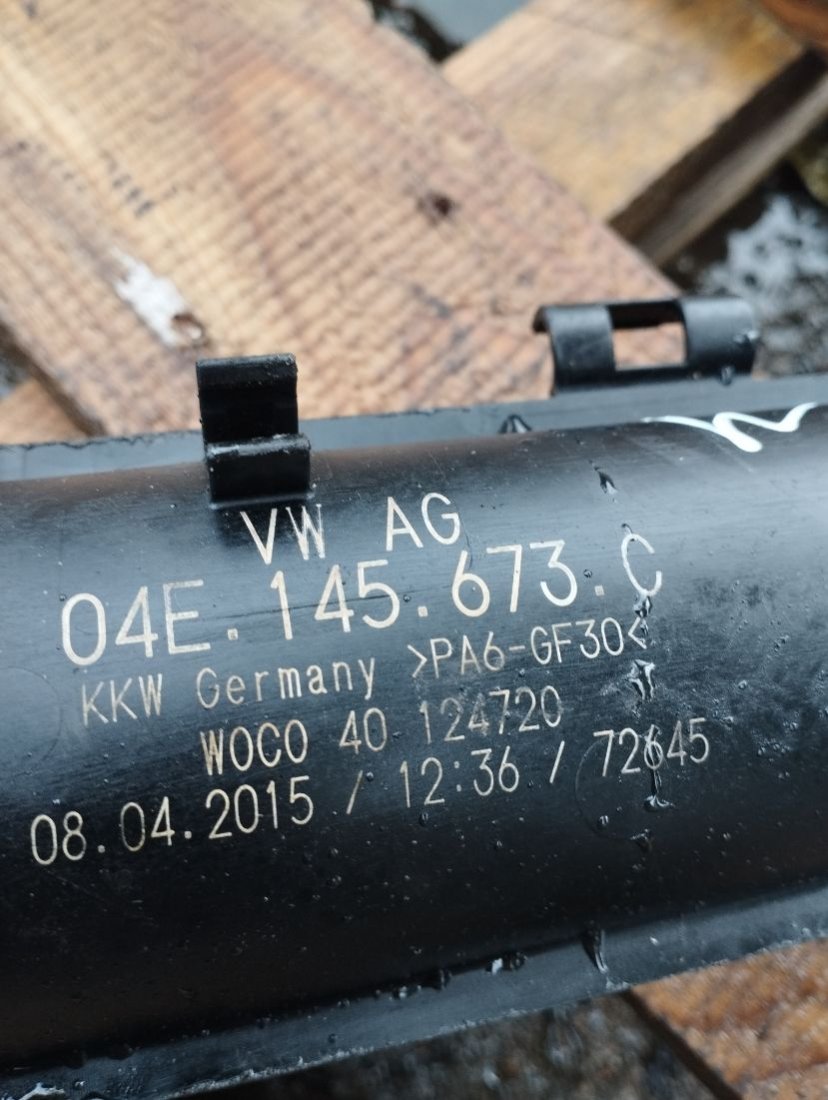 VW AG
04E.145.673.C
KKW Germany >PA6-GF30<
WOCO 40 124720
08.04.2015 / 12:36 / 72645